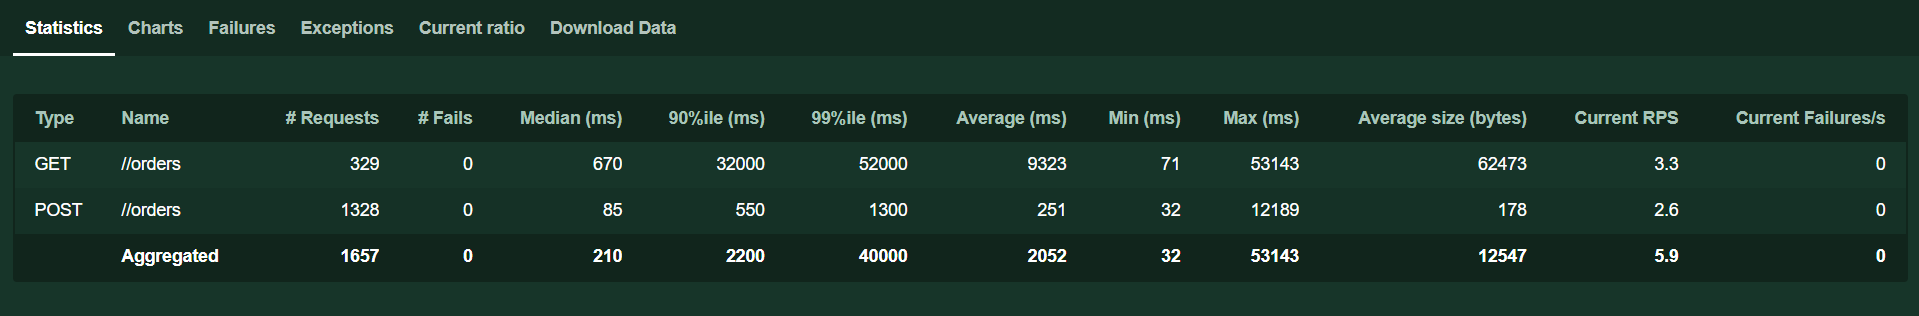 Statistics Charts Failures Exceptions Current ratio Download Data
Type Name # Requests # Fails Median (ms) 90%ile (ms) 99%ile (ms) Average (ms) Min (ms) Max (ms) Average size (bytes) Current RPS Current Failures/s
GET //orders 329 0 670 32000 52000 9323 71 53143 62473 3.3 0
POST //orders 1328 0 85 550 1300 251 32 12189 178 2.6 0
Aggregated 1657 0 210 2200 40000 2052 32 53143 12547 5.9 0